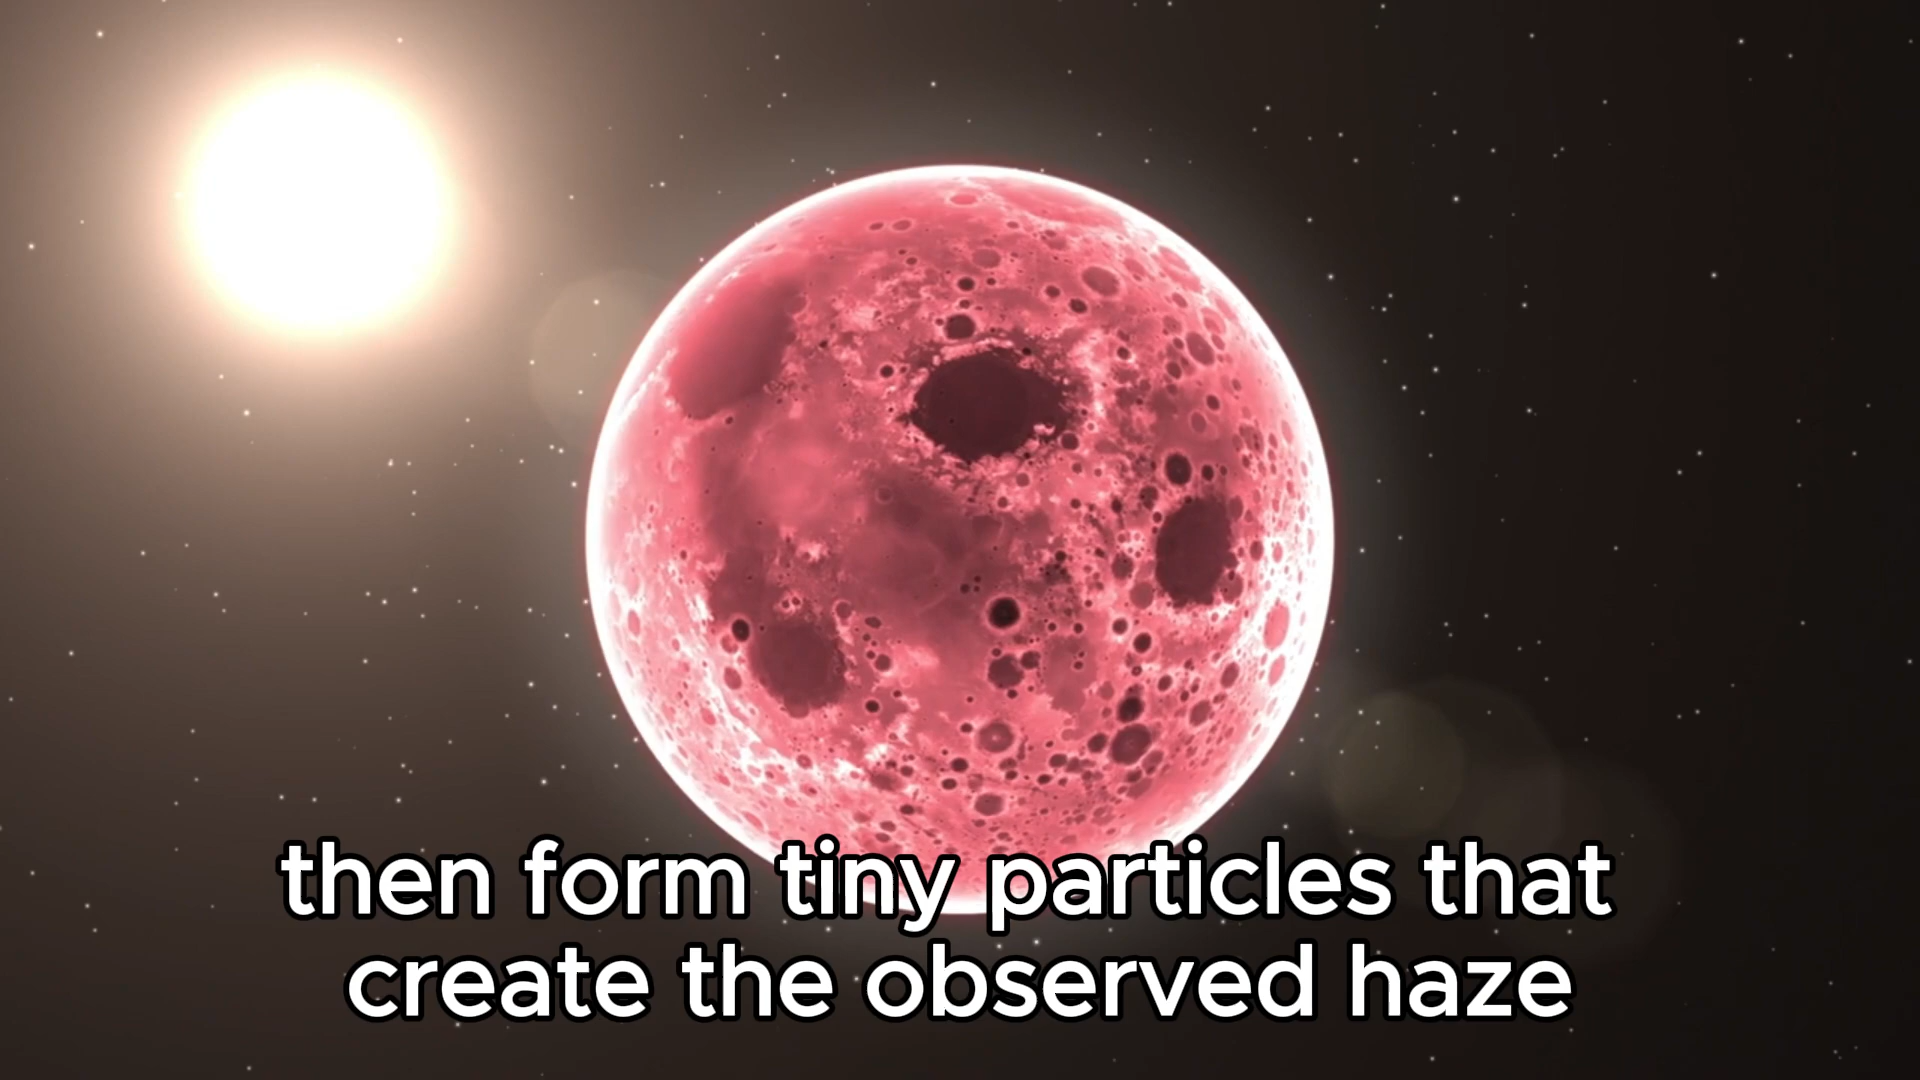 then form tiny particles that
create the observed haze